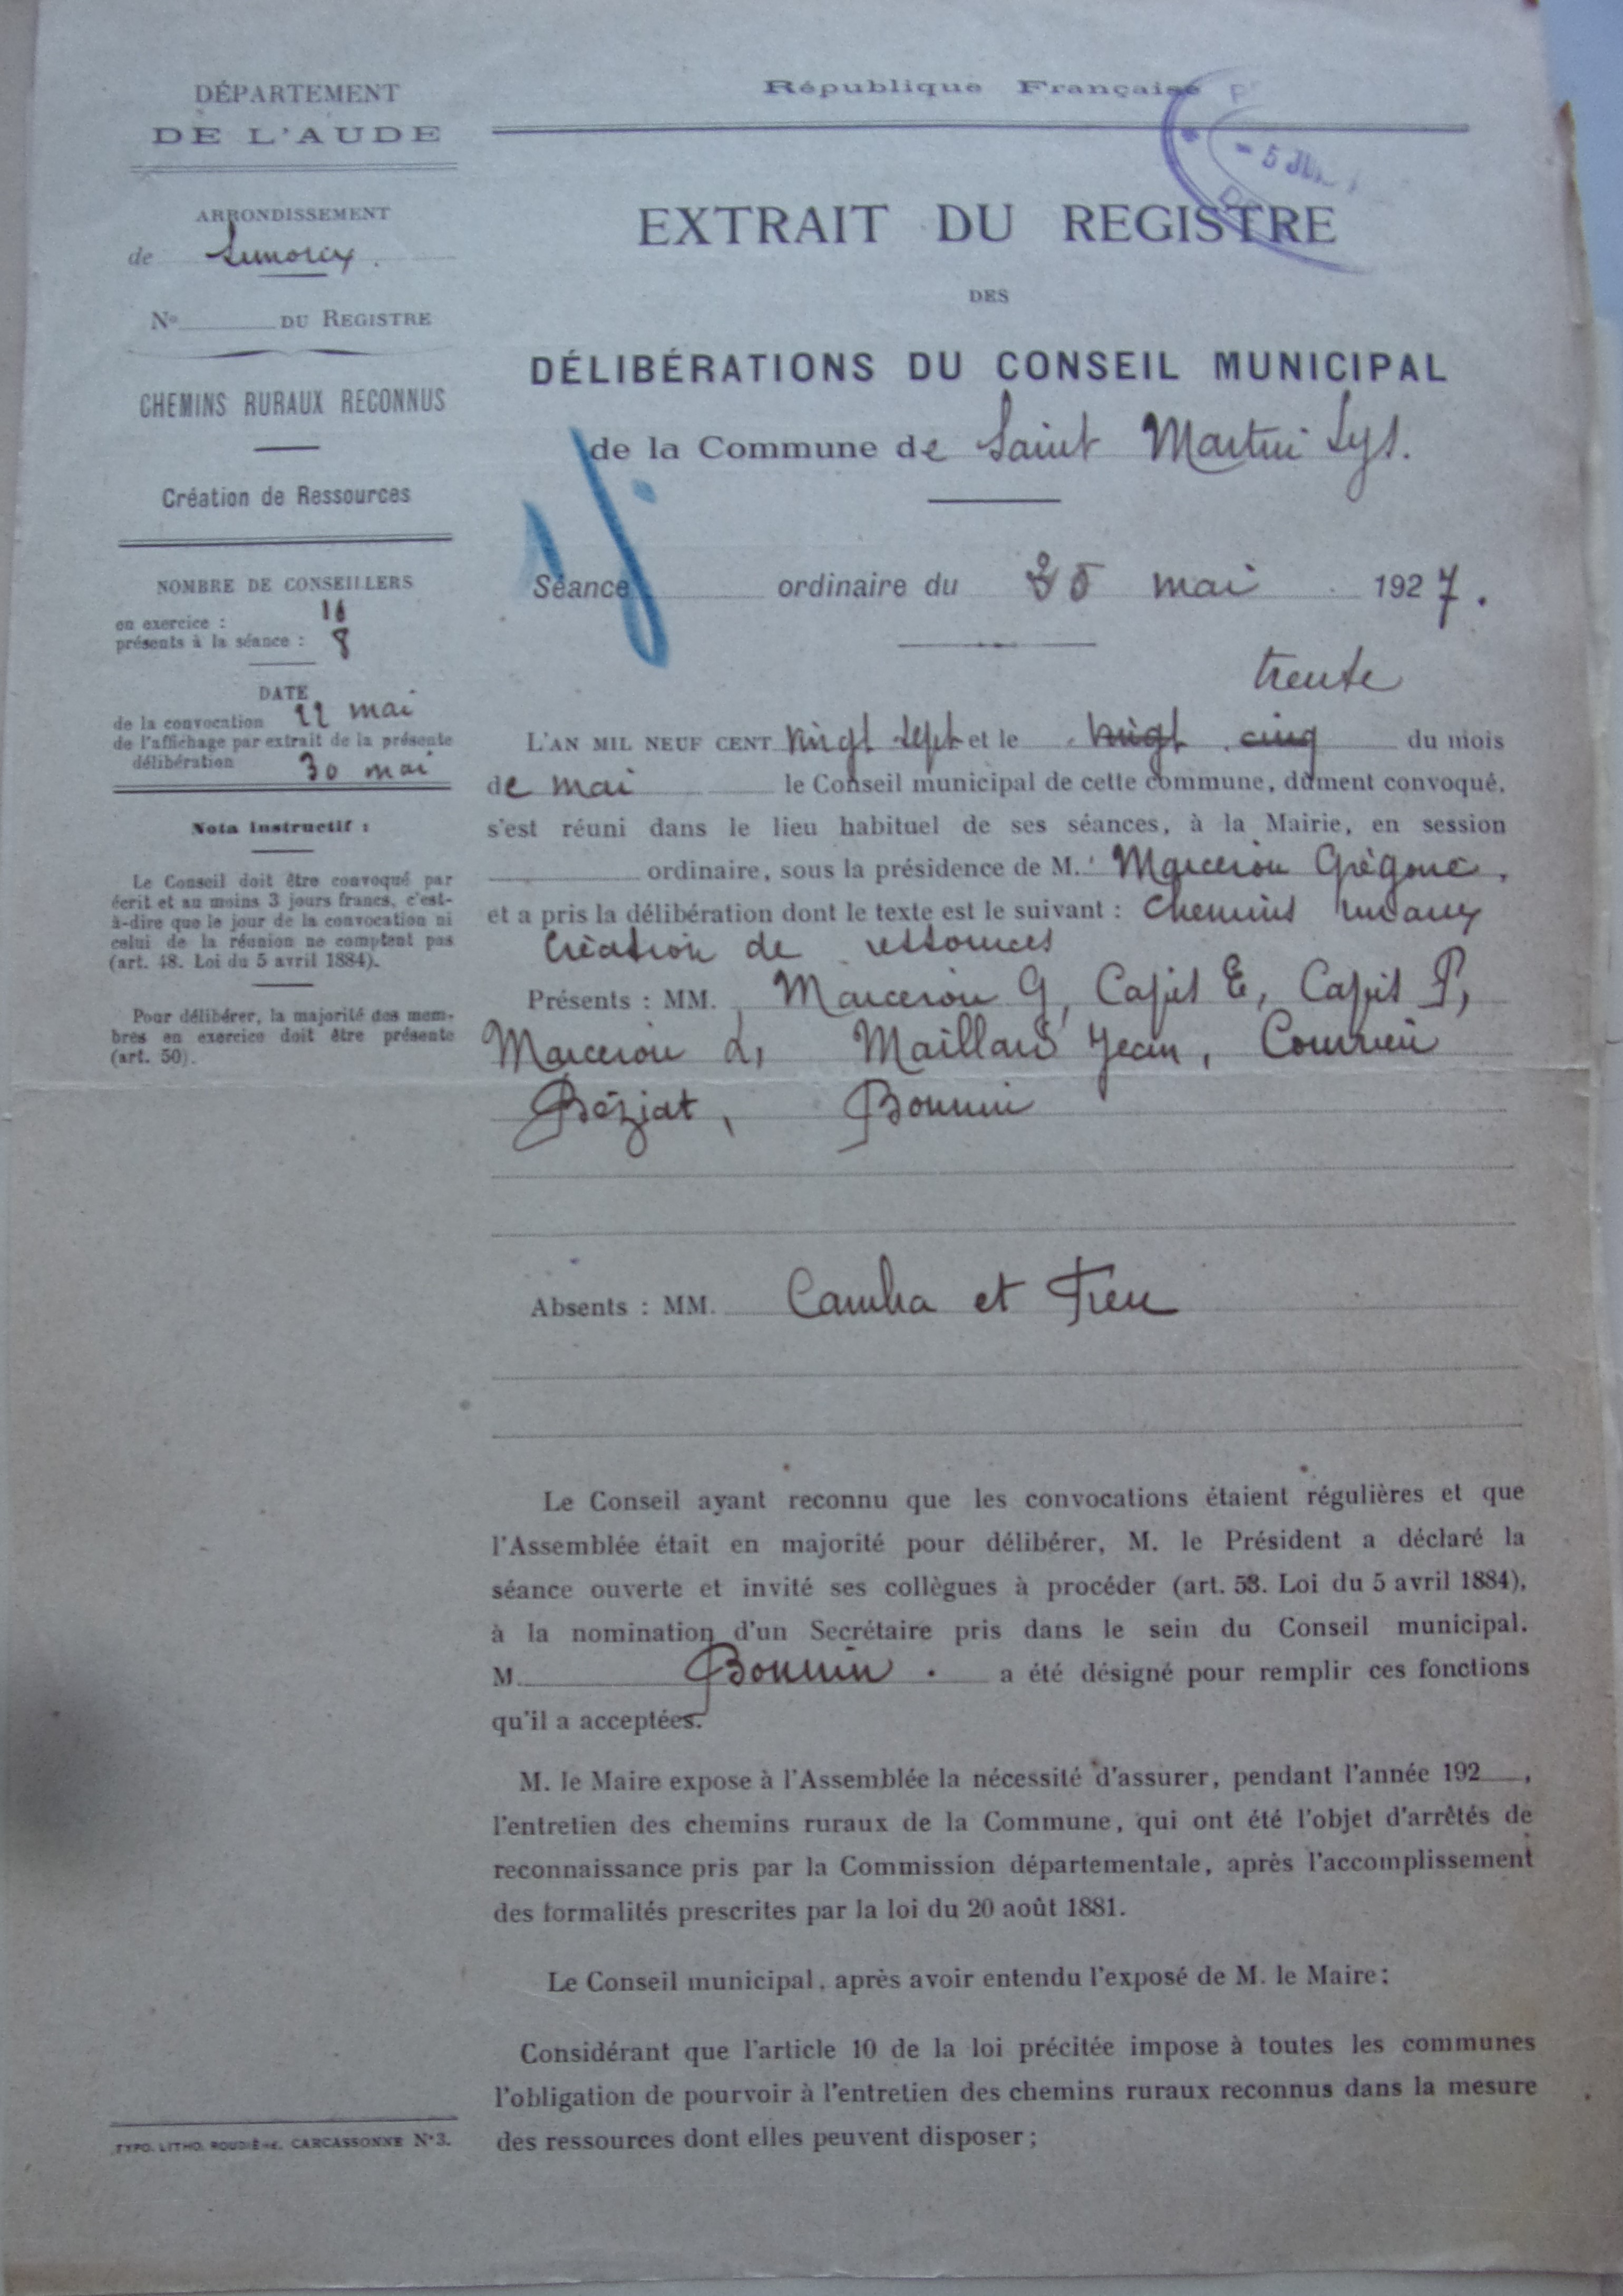 DÉPARTEMENT
DE L'AUDE
ARRONDISSEMENT
de Limoux.
No DU REGISTRE
CHEMINS RURAUX RECONNUS
Création de Ressources
NOMBRE DE CONSEILLERS
en exercice :
présents à la séance : 8
DATE
de la convocation 22 mai
de l'affichage par extrait de la présente
délibération 30 mai
Nota instructif :
Le Conseil doit être convoqué par
écrit et au moins 3 jours francs, c'est-
à-dire que le jour de la convocation ni
celui de la réunion ne comptent pas
(art. 48. Loi du 5 avril 1884).
Pour délibérer, la majorité des mem-
bres en exercice doit être présente
(art. 50).
TYPO. LITHO. ROUDIÈRE, CARCASSONNE N°3.
République Française
- 5 JUI
EXTRAIT DU REGISTRE
DES
DÉLIBÉRATIONS DU CONSEIL MUNICIPAL
de la Commune de Saint Martin Lys.
Séance ordinaire du 30 mai 1927.
trente
L'AN MIL NEUF CENT vingt sept et le vingt cinq du mois
de mai le Conseil municipal de cette commune, dûment convoqué,
s'est réuni dans le lieu habituel de ses séances, à la Mairie, en session
ordinaire, sous la présidence de M. Marcerou Grégoire,
et a pris la délibération dont le texte est le suivant : Chemins ruraux
Création de ressources
Présents : MM. Marcerou G, Capit E, Capit P,
Marcerou L, Maillard Jean, Courrieu
Béziat, Bonnin
Absents : MM. Camba et Fieu
Le Conseil ayant reconnu que les convocations étaient régulières et que
l'Assemblée était en majorité pour délibérer, M. le Président a déclaré la
séance ouverte et invité ses collègues à procéder (art. 53. Loi du 5 avril 1884),
à la nomination d'un Secrétaire pris dans le sein du Conseil municipal.
M. Bonnin. a été désigné pour remplir ces fonctions
qu'il a acceptées.
M. le Maire expose à l'Assemblée la nécessité d'assurer, pendant l'année 192 ,
l'entretien des chemins ruraux de la Commune, qui ont été l'objet d'arrêtés de
reconnaissance pris par la Commission départementale, après l'accomplissement
des formalités prescrites par la loi du 20 août 1881.
Le Conseil municipal, après avoir entendu l'exposé de M. le Maire :
Considérant que l'article 10 de la loi précitée impose à toutes les communes
l'obligation de pourvoir à l'entretien des chemins ruraux reconnus dans la mesure
des ressources dont elles peuvent disposer ;